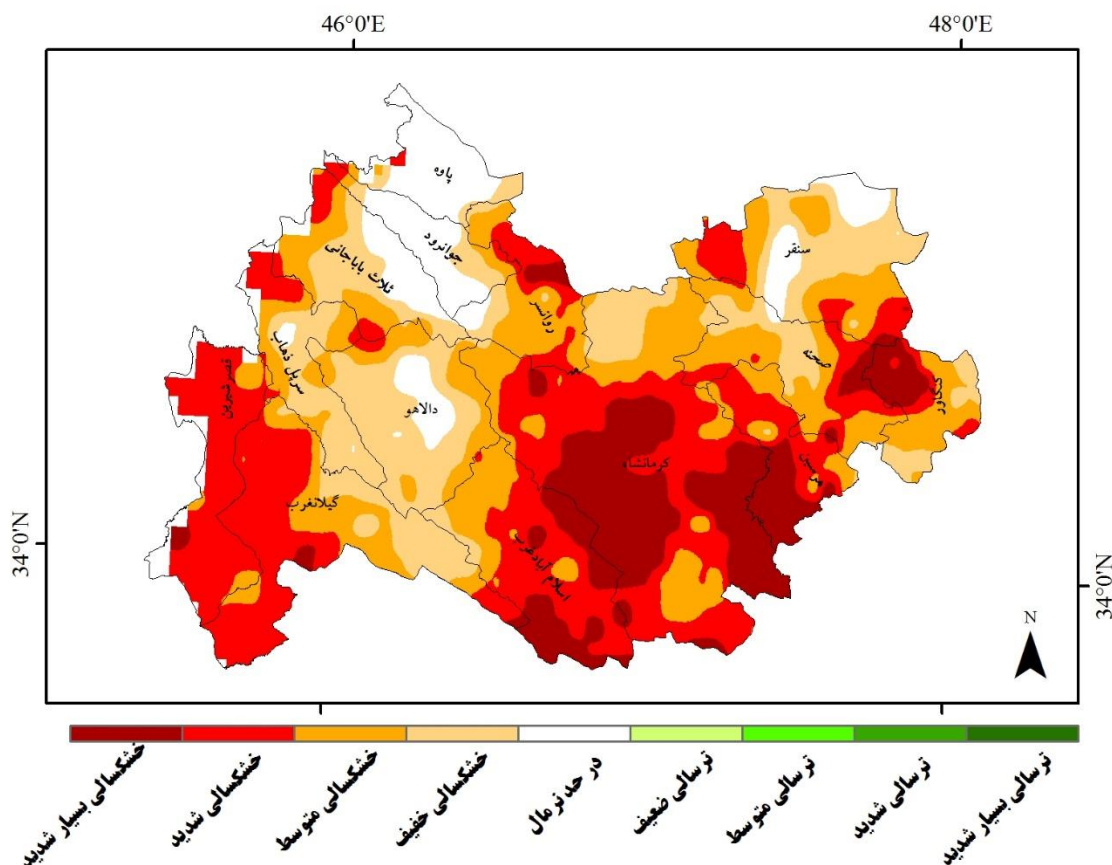 46°0'E
48°0'E
پاوه
جوانرود
ثلاث باباجانی
روانسر
سنقر
صحنه
کنگاور
سرپل ذهاب
قصرشیرین
دالاهو
کرمانشاه
هرسین
گیلانغرب
اسلام آبادغرب
34°0'N
34°0'N
N
خشکسالی بسیار شدید
خشکسالی شدید
خشکسالی متوسط
خشکسالی خفیف
در حد نرمال
ترسالی ضعیف
ترسالی متوسط
ترسالی شدید
ترسالی بسیار شدید